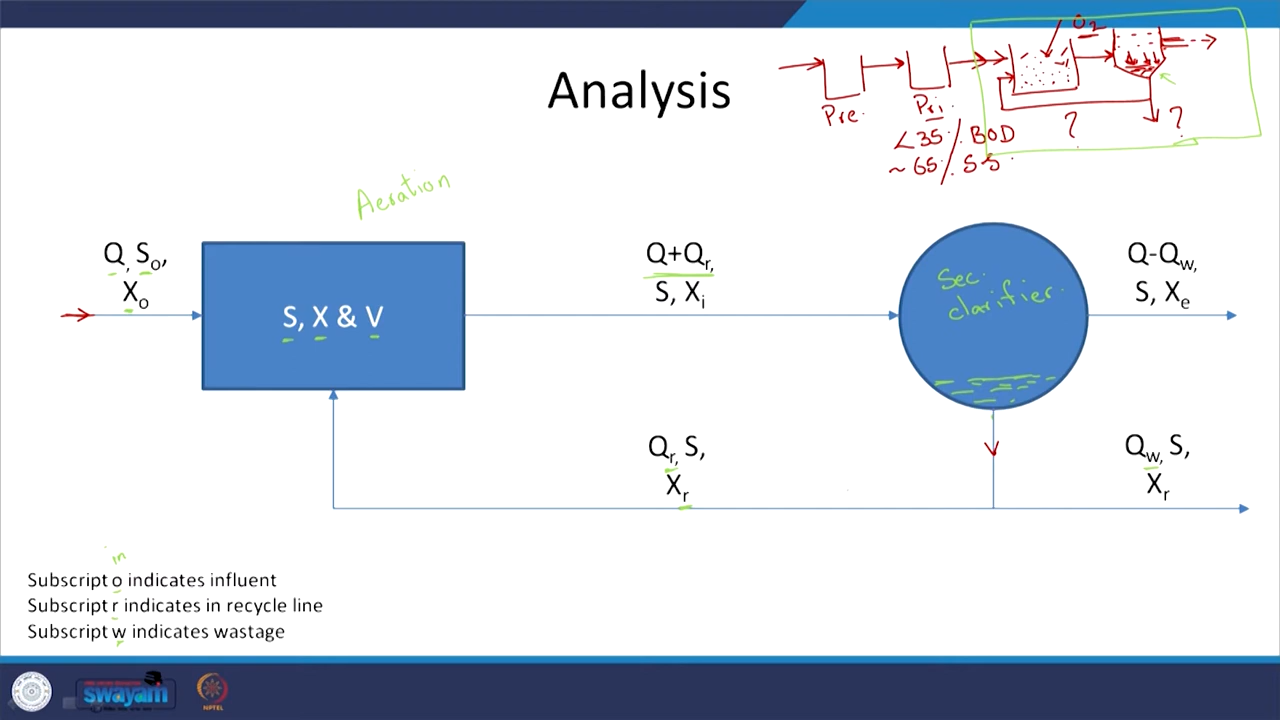 Analysis
O2
Pre.
Pri.
<35% BOD
~65% SS
?
?
Aeration
Q, So,
Xo
S, X & V
Q+Qr,
S, Xi
Sec.
clarifier.
Q-Qw,
S, Xe
Qr, S,
Xr
Qw, S,
Xr
in
Subscript o indicates influent
Subscript r indicates in recycle line
Subscript w indicates wastage
swayam
NPTEL